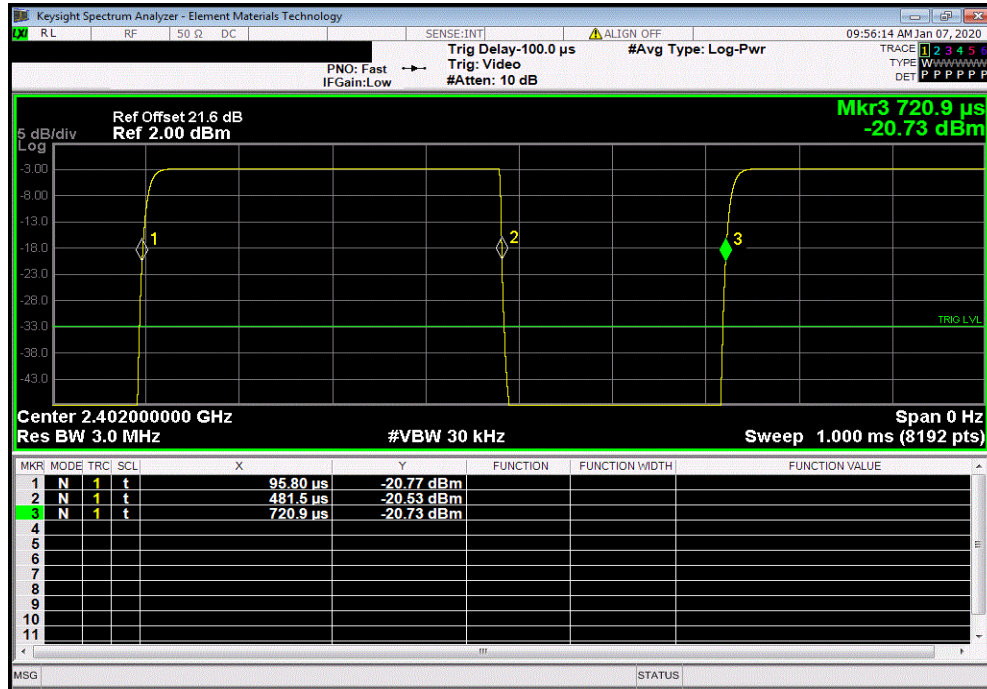 Keysight Spectrum Analyzer - Element Materials Technology
LXI RL RF 50 Ω DC SENSE:INT ALIGN OFF 09:56:14 AM Jan 07, 2020
Trig Delay-100.0 µs #Avg Type: Log-Pwr TRACE 1 2 3 4 5 6
PNO: Fast Trig: Video TYPE WWWWWW
IFGain:Low #Atten: 10 dB DET P P P P P P
Mkr3 720.9 µs
-20.73 dBm
Ref Offset 21.6 dB
5 dB/div Ref 2.00 dBm
Log
-3.00
-8.00
-13.0
1 2 3
-18.0
-23.0
-28.0
-33.0
TRIG LVL
-38.0
-43.0
Center 2.402000000 GHz Span 0 Hz
Res BW 3.0 MHz #VBW 30 kHz Sweep 1.000 ms (8192 pts)
MKR MODE TRC SCL X Y FUNCTION FUNCTION WIDTH FUNCTION VALUE
1 N 1 t 95.80 µs -20.77 dBm
2 N 1 t 481.5 µs -20.53 dBm
3 N 1 t 720.9 µs -20.73 dBm
4
5
6
7
8
9
10
11
MSG STATUS